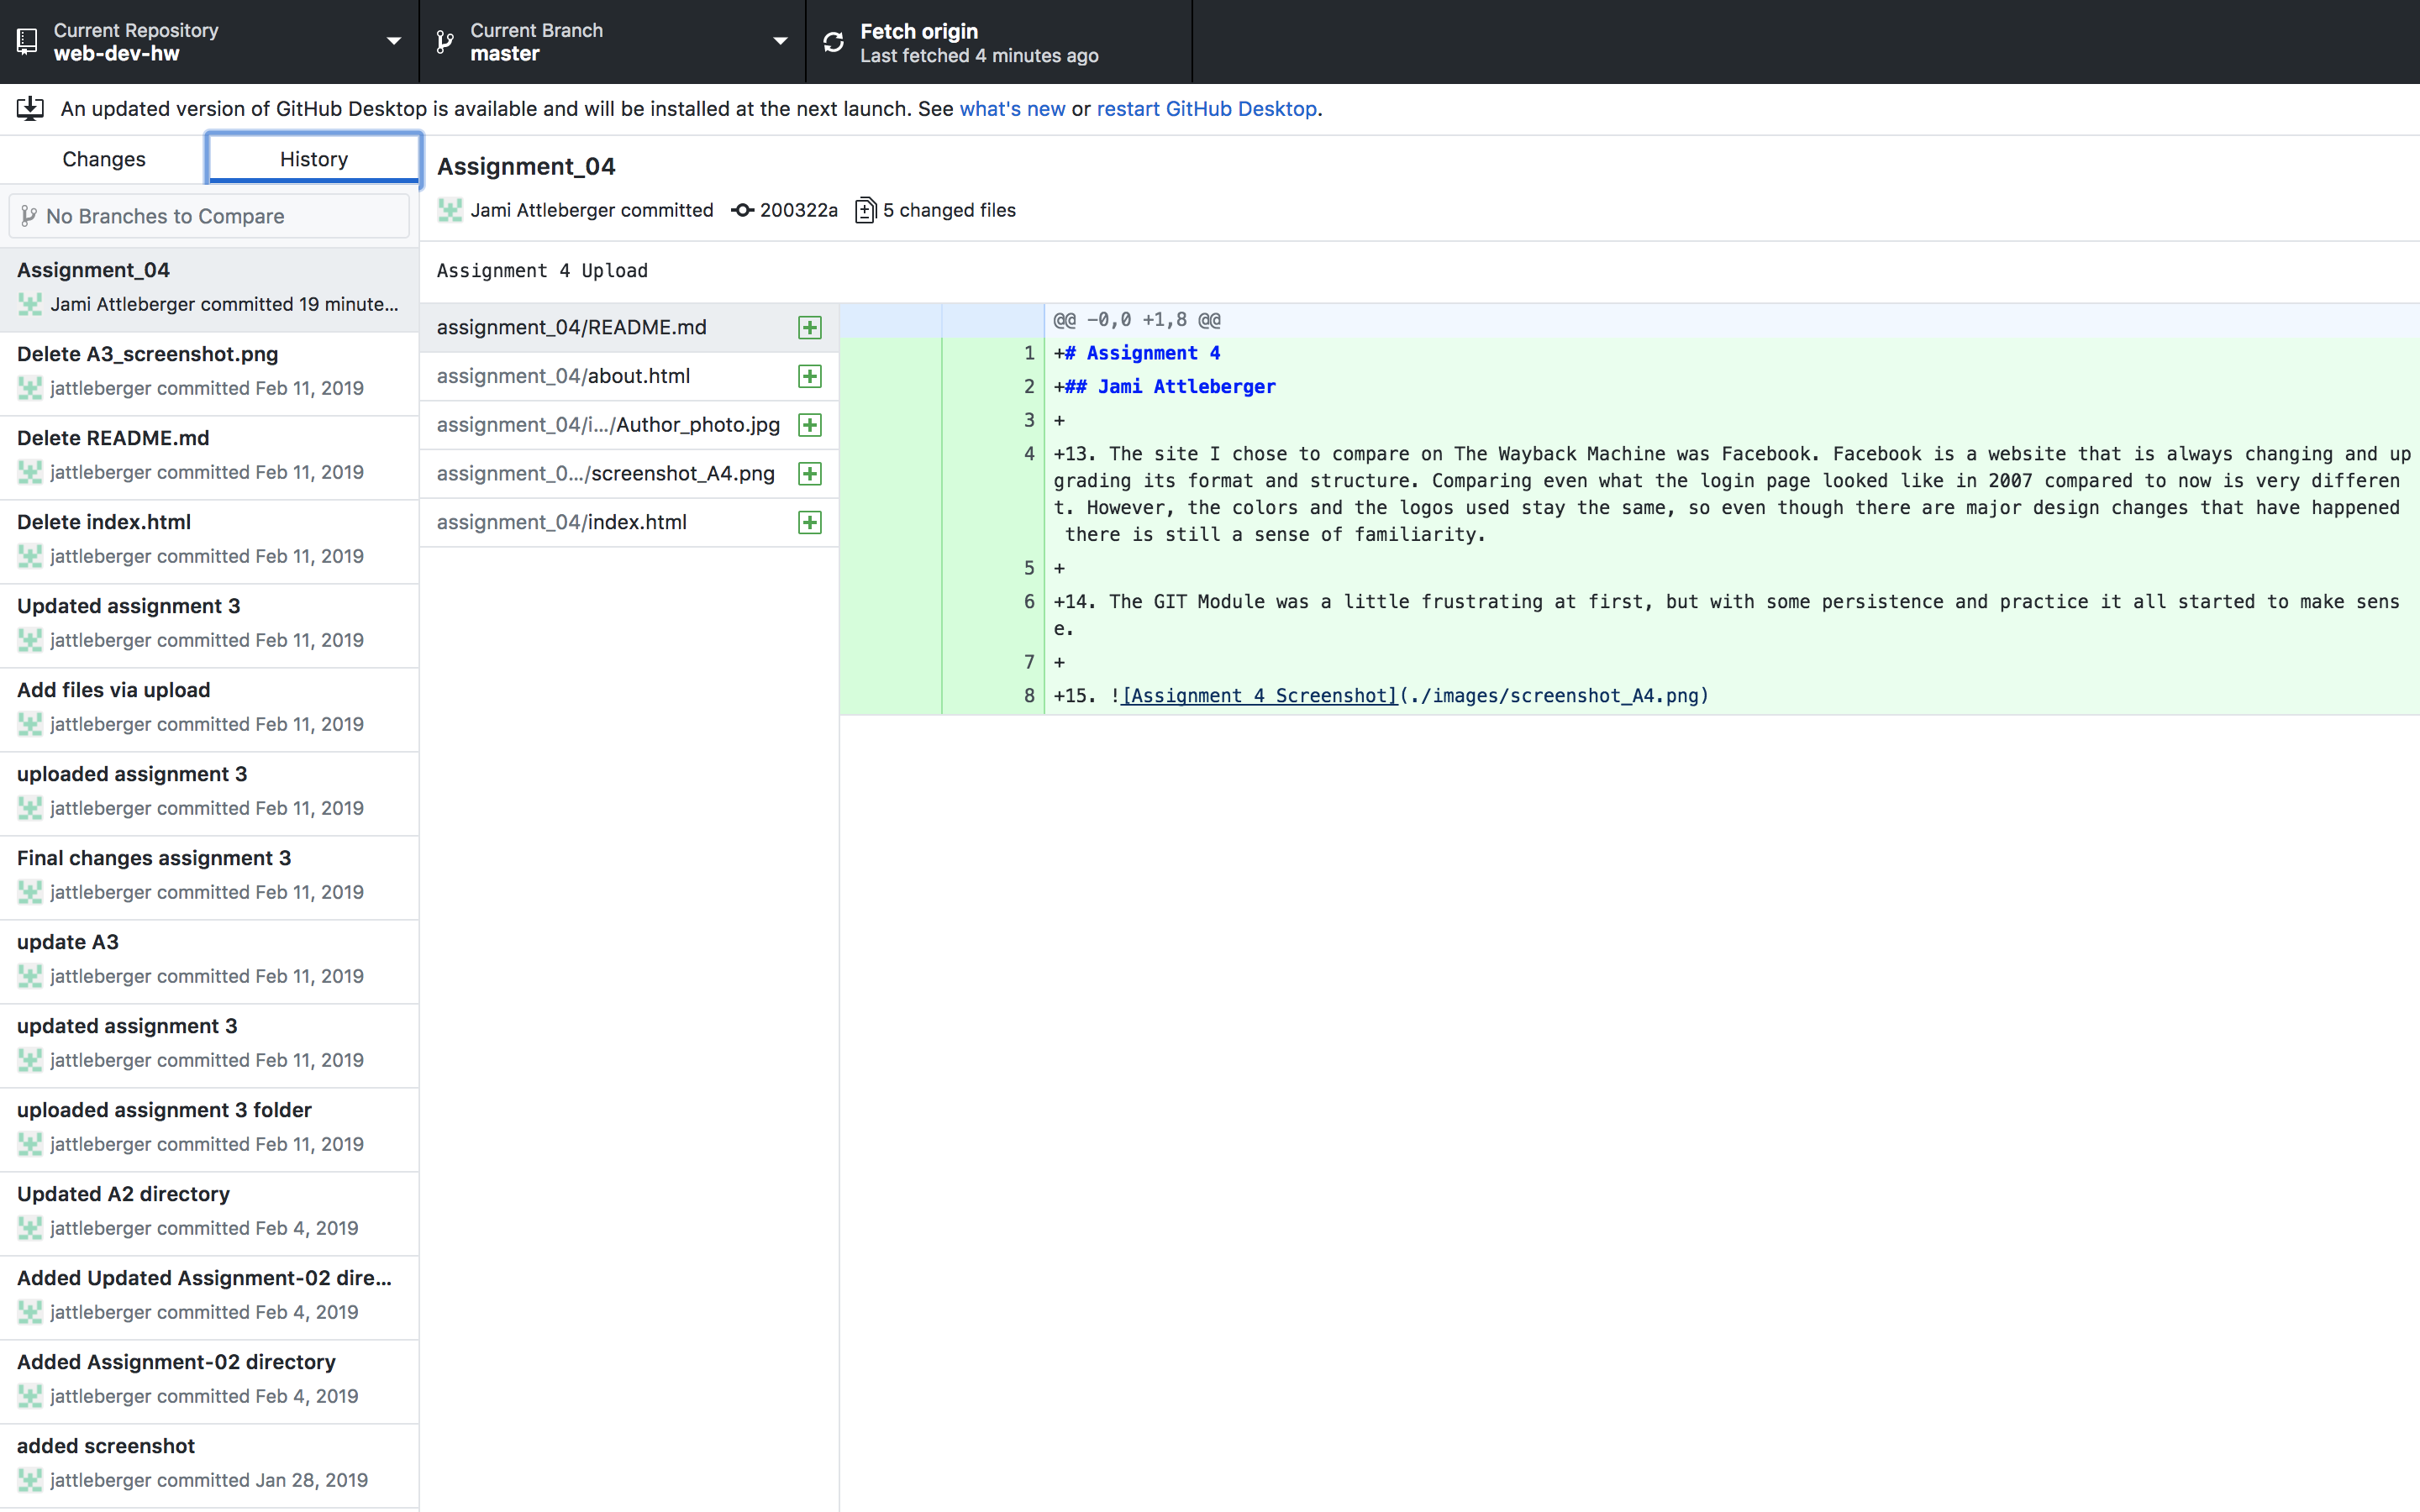 Current Repository
web-dev-hw
Current Branch
master
Fetch origin
Last fetched 4 minutes ago
An updated version of GitHub Desktop is available and will be installed at the next launch. See what's new or restart GitHub Desktop.
Changes
History
No Branches to Compare
Assignment_04
Jami Attleberger committed 19 minute...
Delete A3_screenshot.png
jattleberger committed Feb 11, 2019
Delete README.md
jattleberger committed Feb 11, 2019
Delete index.html
jattleberger committed Feb 11, 2019
Updated assignment 3
jattleberger committed Feb 11, 2019
Add files via upload
jattleberger committed Feb 11, 2019
uploaded assignment 3
jattleberger committed Feb 11, 2019
Final changes assignment 3
jattleberger committed Feb 11, 2019
update A3
jattleberger committed Feb 11, 2019
updated assignment 3
jattleberger committed Feb 11, 2019
uploaded assignment 3 folder
jattleberger committed Feb 11, 2019
Updated A2 directory
jattleberger committed Feb 4, 2019
Added Updated Assignment-02 dire...
jattleberger committed Feb 4, 2019
Added Assignment-02 directory
jattleberger committed Feb 4, 2019
added screenshot
jattleberger committed Jan 28, 2019
Assignment_04
Jami Attleberger committed 200322a 5 changed files
Assignment 4 Upload
assignment_04/README.md
assignment_04/about.html
assignment_04/i.../Author_photo.jpg
assignment_0.../screenshot_A4.png
assignment_04/index.html
@@ -0,0 +1,8 @@
1 +# Assignment 4
2 +## Jami Attleberger
3 +
4 +13. The site I chose to compare on The Wayback Machine was Facebook. Facebook is a website that is always changing and up
grading its format and structure. Comparing even what the login page looked like in 2007 compared to now is very differen
t. However, the colors and the logos used stay the same, so even though there are major design changes that have happened
there is still a sense of familiarity.
5 +
6 +14. The GIT Module was a little frustrating at first, but with some persistence and practice it all started to make sens
e.
7 +
8 +15. ![Assignment 4 Screenshot](./images/screenshot_A4.png)